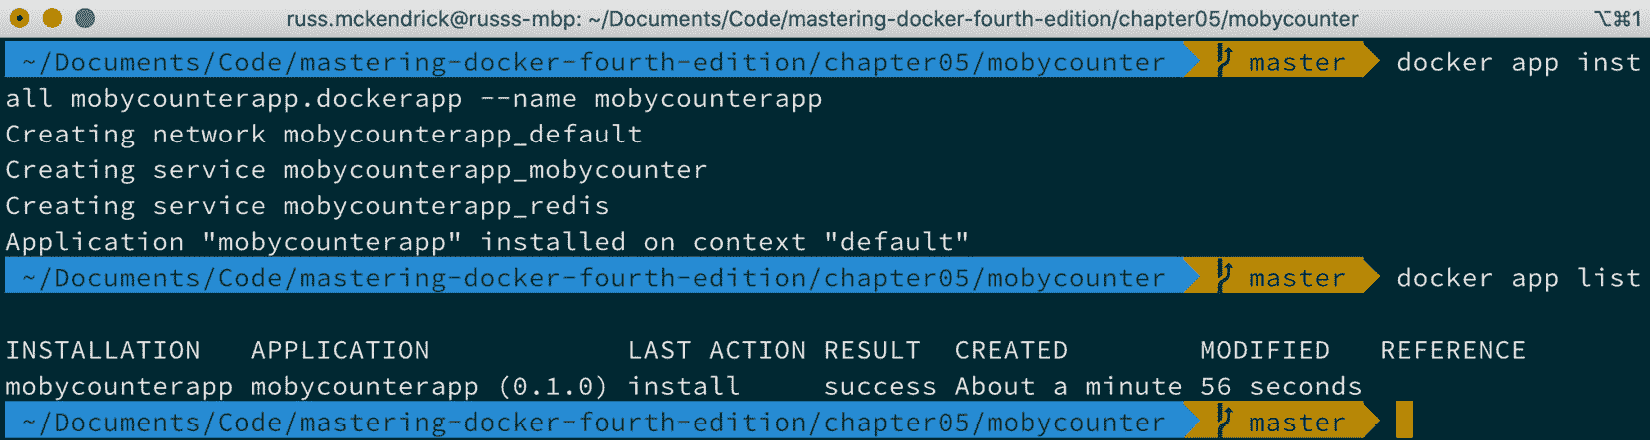 russ.mckendrick@russs-mbp: ~/Documents/Code/mastering-docker-fourth-edition/chapter05/mobycounter ⌥⌘1
~/Documents/Code/mastering-docker-fourth-edition/chapter05/mobycounter master docker app inst
all mobycounterapp.dockerapp --name mobycounterapp
Creating network mobycounterapp_default
Creating service mobycounterapp_mobycounter
Creating service mobycounterapp_redis
Application "mobycounterapp" installed on context "default"
~/Documents/Code/mastering-docker-fourth-edition/chapter05/mobycounter master docker app list
INSTALLATION APPLICATION LAST ACTION RESULT CREATED MODIFIED REFERENCE
mobycounterapp mobycounterapp (0.1.0) install success About a minute 56 seconds
~/Documents/Code/mastering-docker-fourth-edition/chapter05/mobycounter master